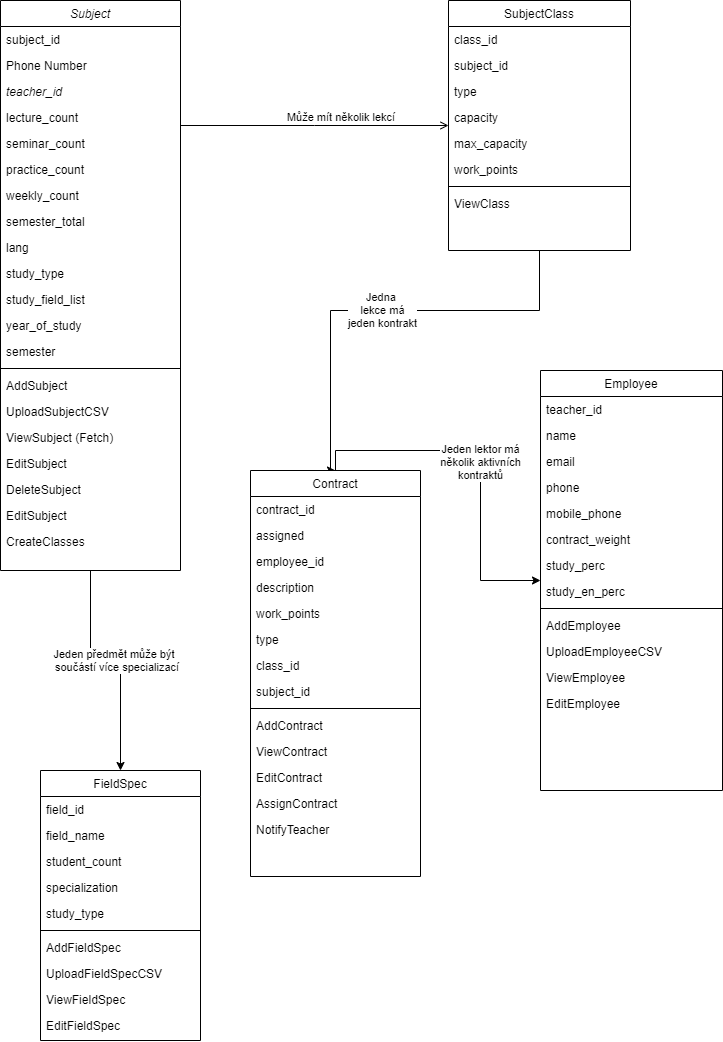 Subject
subject_id
Phone Number
teacher_id
lecture_count
seminar_count
practice_count
weekly_count
semester_total
lang
study_type
study_field_list
year_of_study
semester
AddSubject
UploadSubjectCSV
ViewSubject (Fetch)
EditSubject
DeleteSubject
EditSubject
CreateClasses
Může mít několik lekcí
SubjectClass
class_id
subject_id
type
capacity
max_capacity
work_points
ViewClass
Jedna
lekce má
jeden kontrakt
Employee
teacher_id
name
email
phone
mobile_phone
contract_weight
study_perc
study_en_perc
AddEmployee
UploadEmployeeCSV
ViewEmployee
EditEmployee
Jeden lektor má
několik aktivních
kontraktů
Contract
contract_id
assigned
employee_id
description
work_points
type
class_id
subject_id
AddContract
ViewContract
EditContract
AssignContract
NotifyTeacher
Jeden předmět může být
součástí více specializací
FieldSpec
field_id
field_name
student_count
specialization
study_type
AddFieldSpec
UploadFieldSpecCSV
ViewFieldSpec
EditFieldSpec